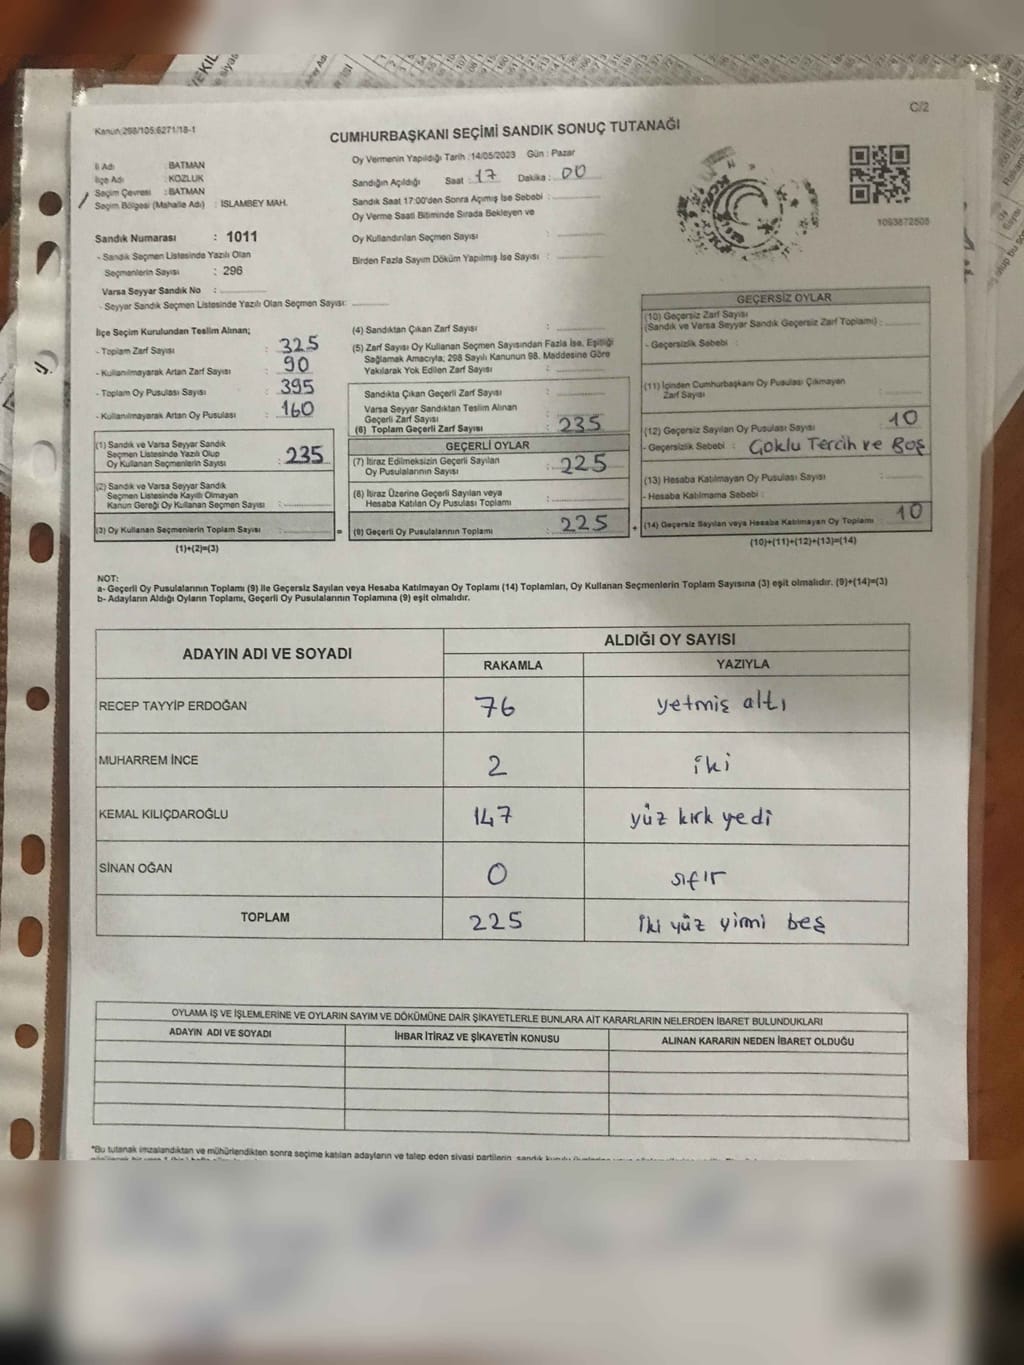 C/2
Kanun:298/105;6271/18-1
CUMHURBAŞKANI SEÇİMİ SANDIK SONUÇ TUTANAĞI
İl Adı : BATMAN
İlçe Adı : KOZLUK
Seçim Çevresi : BATMAN
Seçim Bölgesi (Mahalle Adı) : İSLAMBEY MAH.
Sandık Numarası : 1011
- Sandık Seçmen Listesinde Yazılı Olan
Seçmenlerin Sayısı : 296
Varsa Seyyar Sandık No :
- Seyyar Sandık Seçmen Listesinde Yazılı Olan Seçmen Sayısı:
Oy Vermenin Yapıldığı Tarih :14/05/2023 Gün : Pazar
Sandığın Açıldığı Saat : 17 Dakika : 00
Sandık Saat 17:00'den Sonra Açımış İse Sebebi :
Oy Verme Saati Bitiminde Sırada Bekleyen ve
Oy Kullandırılan Seçmen Sayısı :
Birden Fazla Sayım Döküm Yapılmış İse Sayısı :
1093872505
İlçe Seçim Kurulundan Teslim Alınan;
- Toplam Zarf Sayısı : 325
- Kullanılmayarak Artan Zarf Sayısı : 90
- Toplam Oy Pusulası Sayısı : 395
- Kullanılmayarak Artan Oy Pusulası : 160
(1) Sandık ve Varsa Seyyar Sandık
Seçmen Listesinde Yazılı Olup
Oy Kullanan Seçmenlerin Sayısı : 235
(2) Sandık ve Varsa Seyyar Sandık
Seçmen Listesinde Kayıtlı Olmayan
Kanun Gereği Oy Kullanan Seçmen Sayısı :
(3) Oy Kullanan Seçmenlerin Toplam Sayısı :
(1)+(2)=(3)
(4) Sandıktan Çıkan Zarf Sayısı :
(5) Zarf Sayısı Oy Kullanan Seçmen Sayısından Fazla İse, Eşitliği
Sağlamak Amacıyla; 298 Sayılı Kanunun 98. Maddesine Göre
Yakılarak Yok Edilen Zarf Sayısı :
Sandıkta Çıkan Geçerli Zarf Sayısı :
Varsa Seyyar Sandıktan Teslim Alınan
Geçerli Zarf Sayısı :
(6) Toplam Geçerli Zarf Sayısı : 235
GEÇERLİ OYLAR
(7) İtiraz Edilmeksizin Geçerli Sayılan
Oy Pusulalarının Sayısı : 225
(8) İtiraz Üzerine Geçerli Sayılan veya
Hesaba Katılan Oy Pusulası Toplamı :
= (9) Geçerli Oy Pusulalarının Toplamı : 225 +
GEÇERSİZ OYLAR
(10) Geçersiz Zarf Sayısı
(Sandık ve Varsa Seyyar Sandık Geçersiz Zarf Toplamı) :
- Geçersizlik Sebebi :
(11) İçinden Cumhurbaşkanı Oy Pusulası Çıkmayan
Zarf Sayısı :
(12) Geçersiz Sayılan Oy Pusulası Sayısı : 10
- Geçersizlik Sebebi : Çoklu Tercih ve Boş
(13) Hesaba Katılmayan Oy Pusulası Sayısı :
- Hesaba Katılmama Sebebi :
(14) Geçersiz Sayılan veya Hesaba Katılmayan Oy Toplamı : 10
(10)+(11)+(12)+(13)=(14)
NOT:
a- Geçerli Oy Pusulalarının Toplamı (9) ile Geçersiz Sayılan veya Hesaba Katılmayan Oy Toplamı (14) Toplamları, Oy Kullanan Seçmenlerin Toplam Sayısına (3) eşit olmalıdır. (9)+(14)=(3)
b- Adayların Aldığı Oyların Toplamı, Geçerli Oy Pusulalarının Toplamına (9) eşit olmalıdır.
ADAYIN ADI VE SOYADI
ALDIĞI OY SAYISI
RAKAMLA YAZIYLA
RECEP TAYYİP ERDOĞAN 76 yetmiş altı
MUHARREM İNCE 2 iki
KEMAL KILIÇDAROĞLU 147 yüz kırk yedi
SİNAN OĞAN 0 sıfır
TOPLAM 225 iki yüz yirmi beş
OYLAMA İŞ VE İŞLEMLERİNE VE OYLARIN SAYIM VE DÖKÜMÜNE DAİR ŞİKAYETLERLE BUNLARA AİT KARARLARIN NELERDEN İBARET BULUNDUKLARI
ADAYIN ADI VE SOYADI İHBAR İTİRAZ VE ŞİKAYETİN KONUSU ALINAN KARARIN NEDEN İBARET OLDUĞU
*Bu tutanak imzalandıktan ve mühürlendikten sonra seçime katılan adayların ve talep eden siyasi partilerin, sandık kurulu